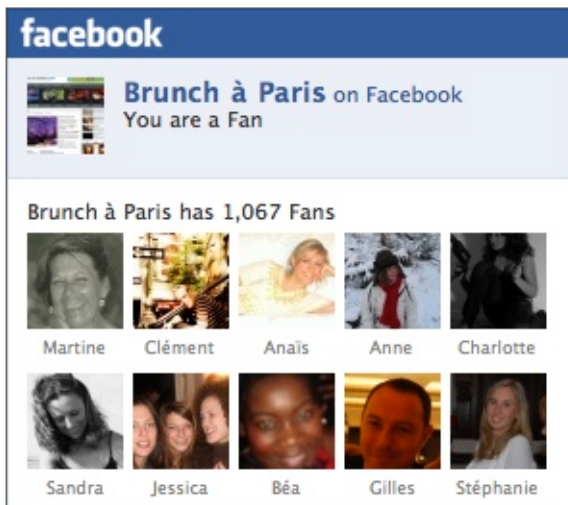 facebook
Brunch à Paris on Facebook
You are a Fan
Brunch à Paris has 1,067 Fans
Martine Clément Anaïs Anne Charlotte
Sandra Jessica Béa Gilles Stéphanie